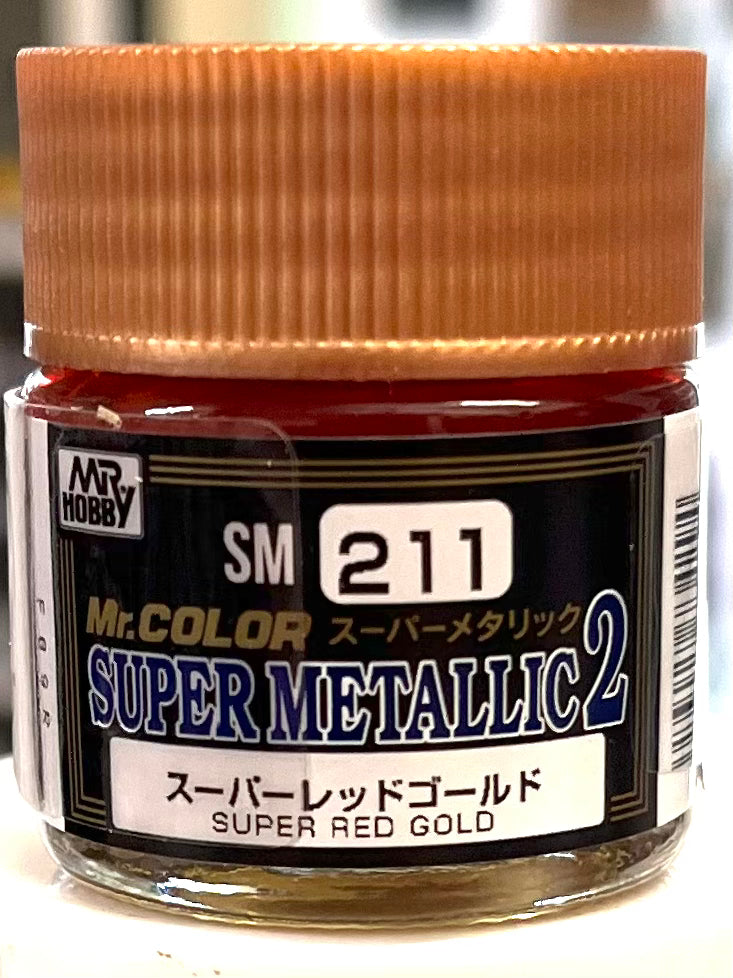 MR.
HOBBY
SM 211
Mr.COLOR スーパーメタリック
SUPER METALLIC 2
スーパーレッドゴールド
SUPER RED GOLD